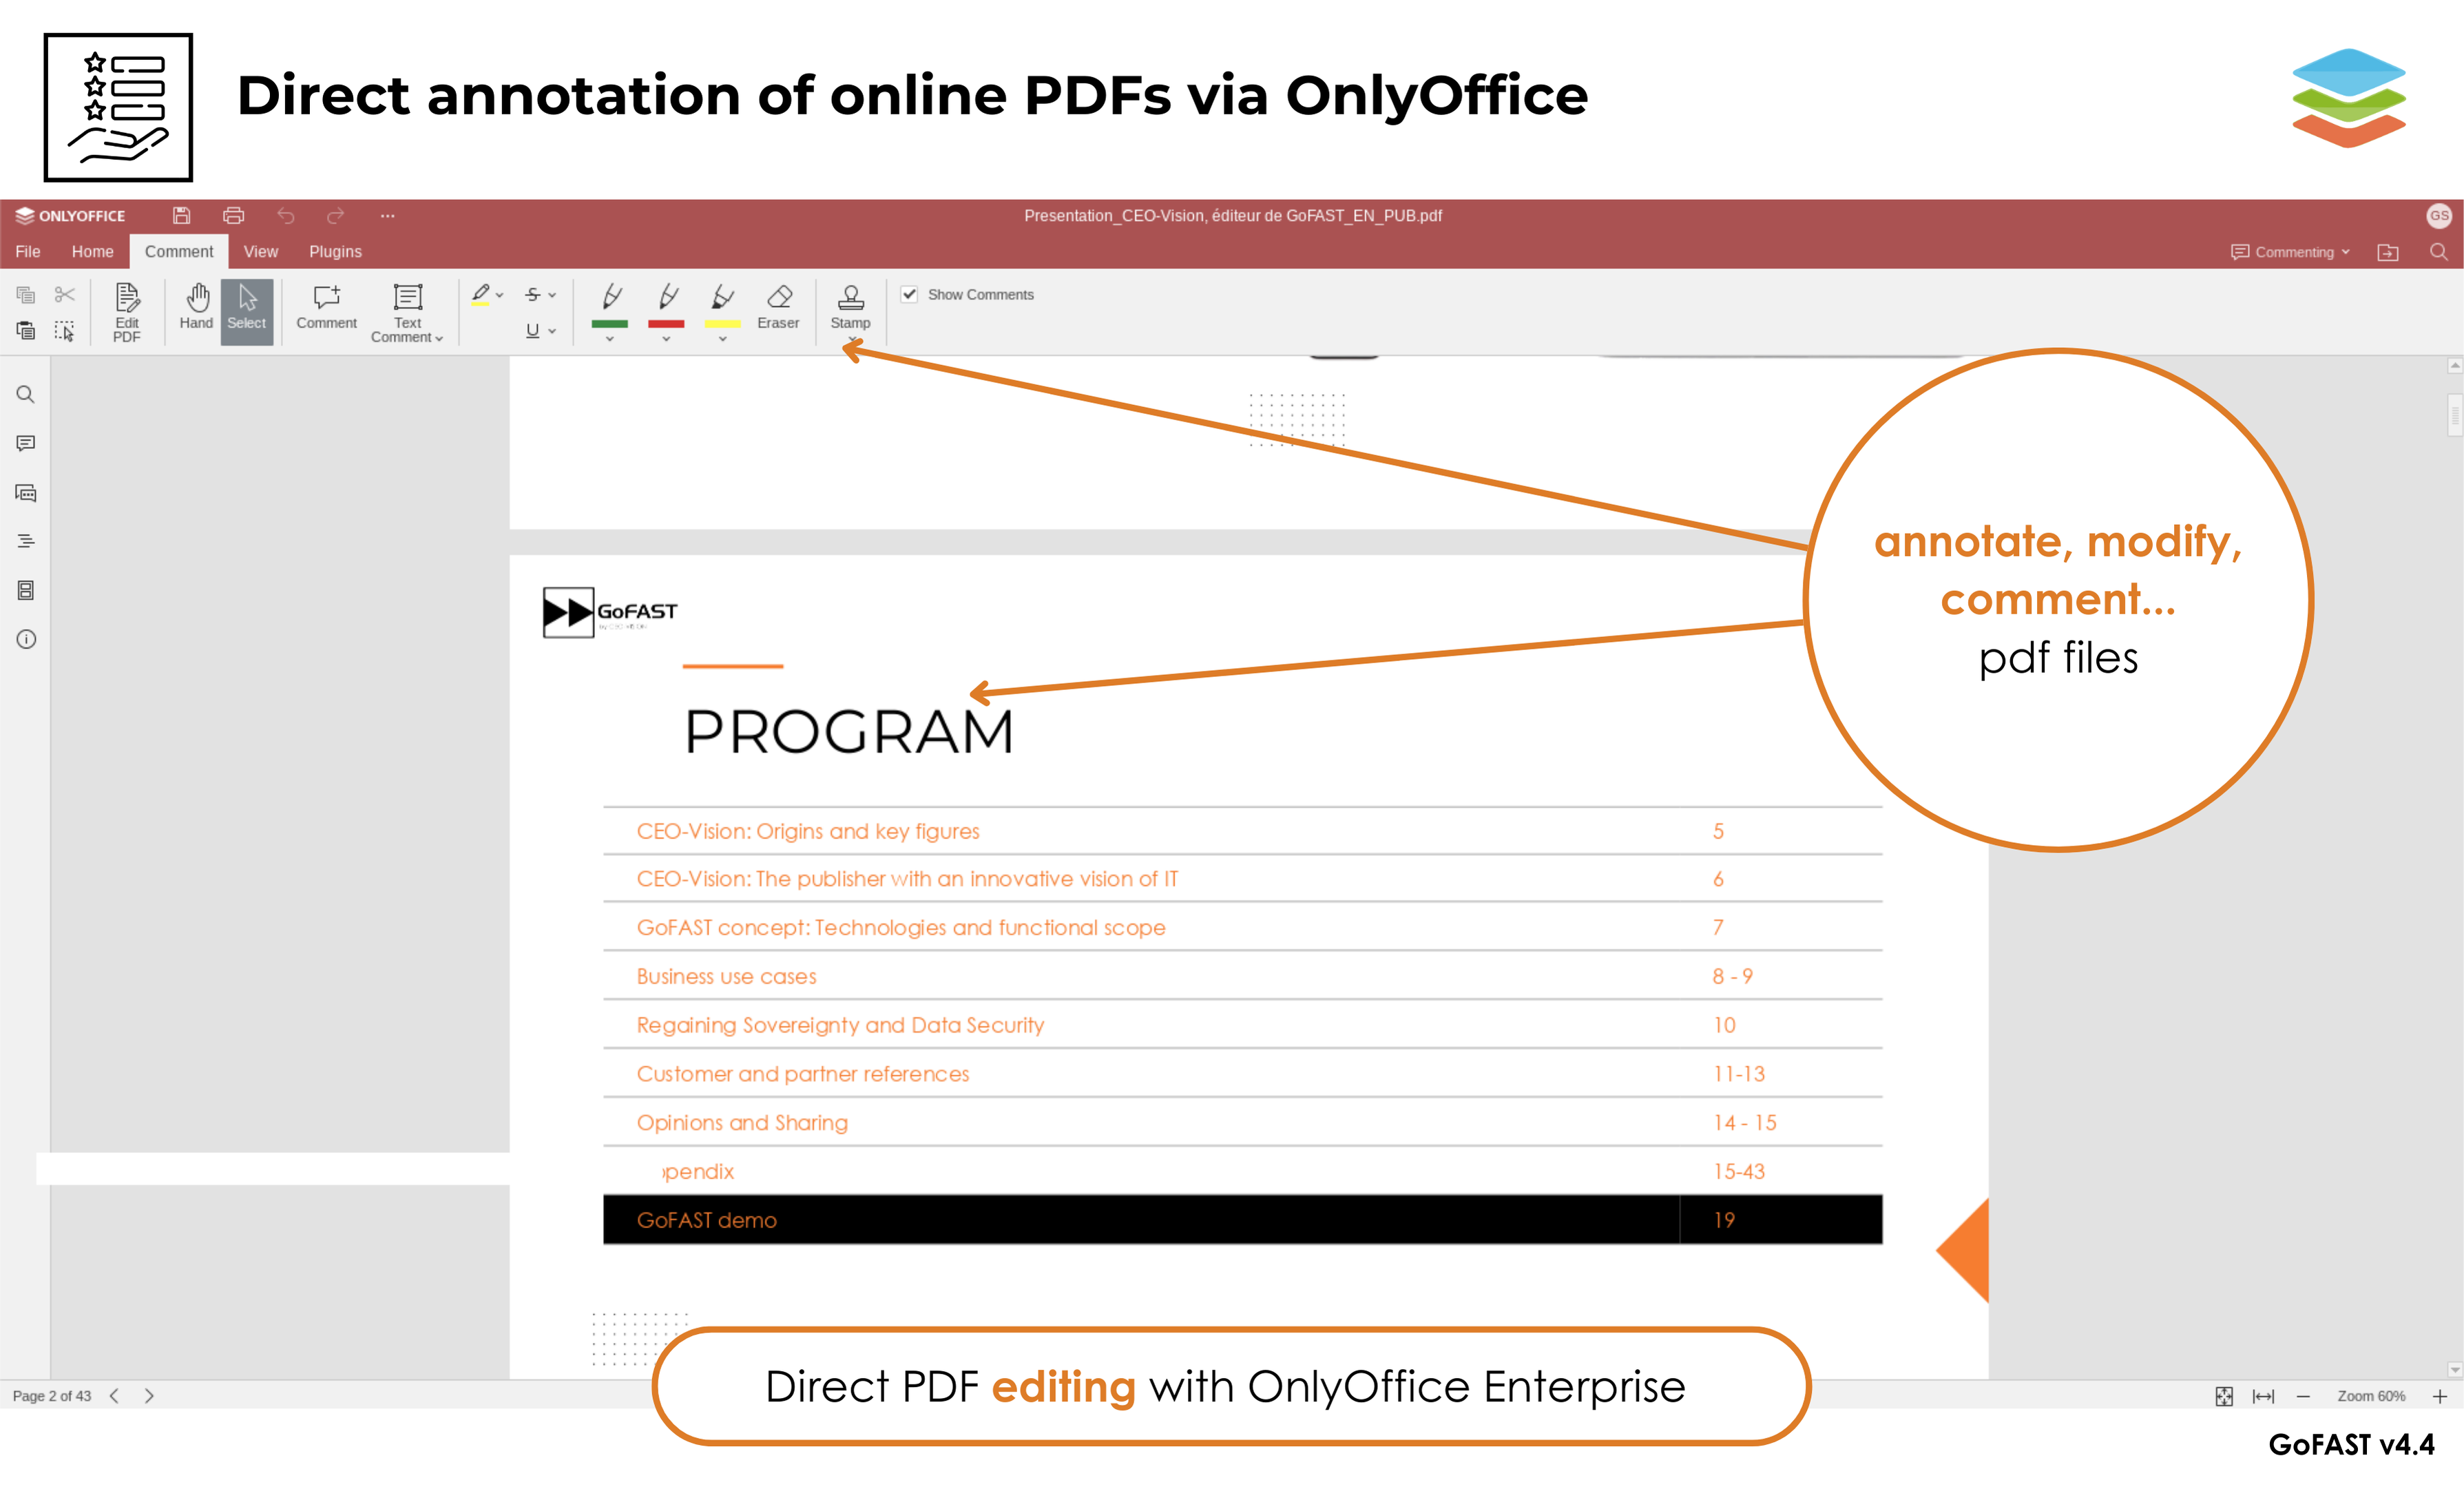 Direct annotation of online PDFs via OnlyOffice
ONLYOFFICE
Presentation_CEO-Vision, éditeur de GoFAST_EN_PUB.pdf
GS
File Home Comment View Plugins
Commenting
Edit PDF
Hand
Select
Comment
Text Comment
Eraser
Stamp
Show Comments
annotate, modify,
comment...
pdf files
GoFAST
PROGRAM
CEO-Vision: Origins and key figures 5
CEO-Vision: The publisher with an innovative vision of IT 6
GoFAST concept: Technologies and functional scope 7
Business use cases 8 - 9
Regaining Sovereignty and Data Security 10
Customer and partner references 11-13
Opinions and Sharing 14 - 15
pendix 15-43
GoFAST demo 19
Direct PDF editing with OnlyOffice Enterprise
Page 2 of 43
Zoom 60%
GoFAST v4.4